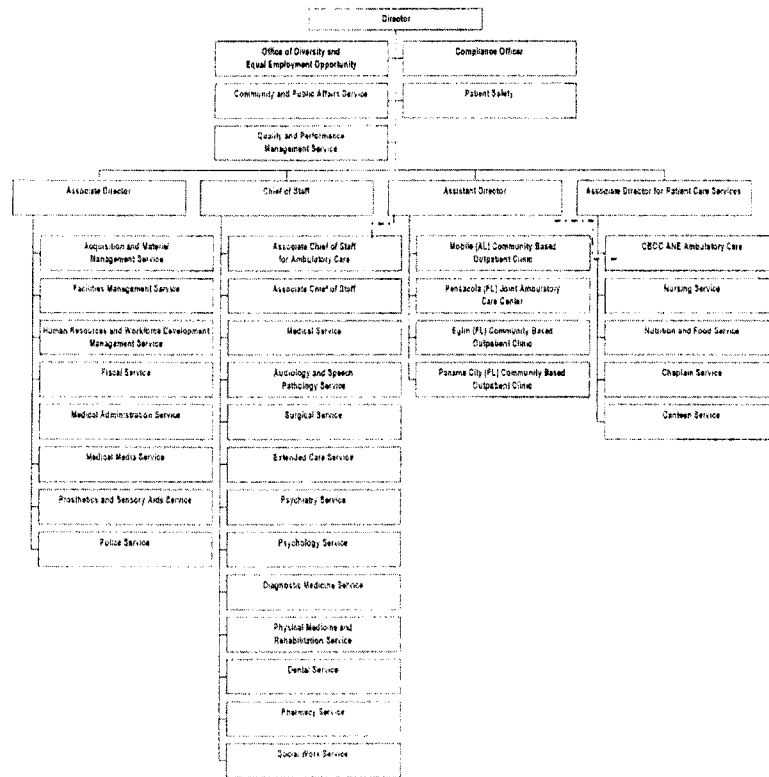 Director
Office of Diversity and
Equal Employment Opportunity
Compliance Officer
Community and Public Affairs Service
Patient Safety
Quality and Performance
Management Service
Associate Director
Chief of Staff
Assistant Director
Associate Director for Patient Care Services
Acquisition and Material
Management Service
Facilities Management Service
Human Resources and Workforce Development
Management Service
Fiscal Service
Medical Administration Service
Medical Media Service
Prosthetics and Sensory Aids Service
Police Service
Associate Chief of Staff
for Ambulatory Care
Associate Chief of Staff
Medical Service
Audiology and Speech
Pathology Service
Surgical Service
Extended Care Service
Psychiatry Service
Psychology Service
Diagnostic Medicine Service
Physical Medicine and
Rehabilitation Service
Dental Service
Pharmacy Service
Social Work Service
Mobile (AL) Community Based
Outpatient Clinic
Pensacola (FL) Joint Ambulatory
Care Center
Eglin (FL) Community Based
Outpatient Clinic
Panama City (FL) Community Based
Outpatient Clinic
Ambulatory Care
Nursing Service
Nutrition and Food Service
Chaplain Service
Canteen Service